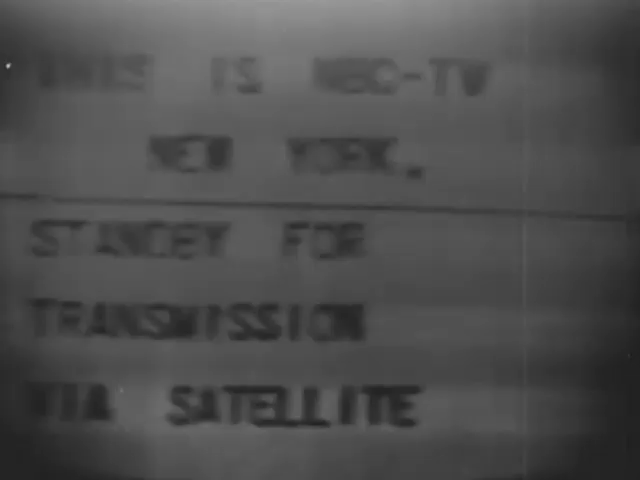 THIS IS NBC-TV
NEW YORK.
STANDBY FOR
TRANSMISSION
VIA SATELLITE